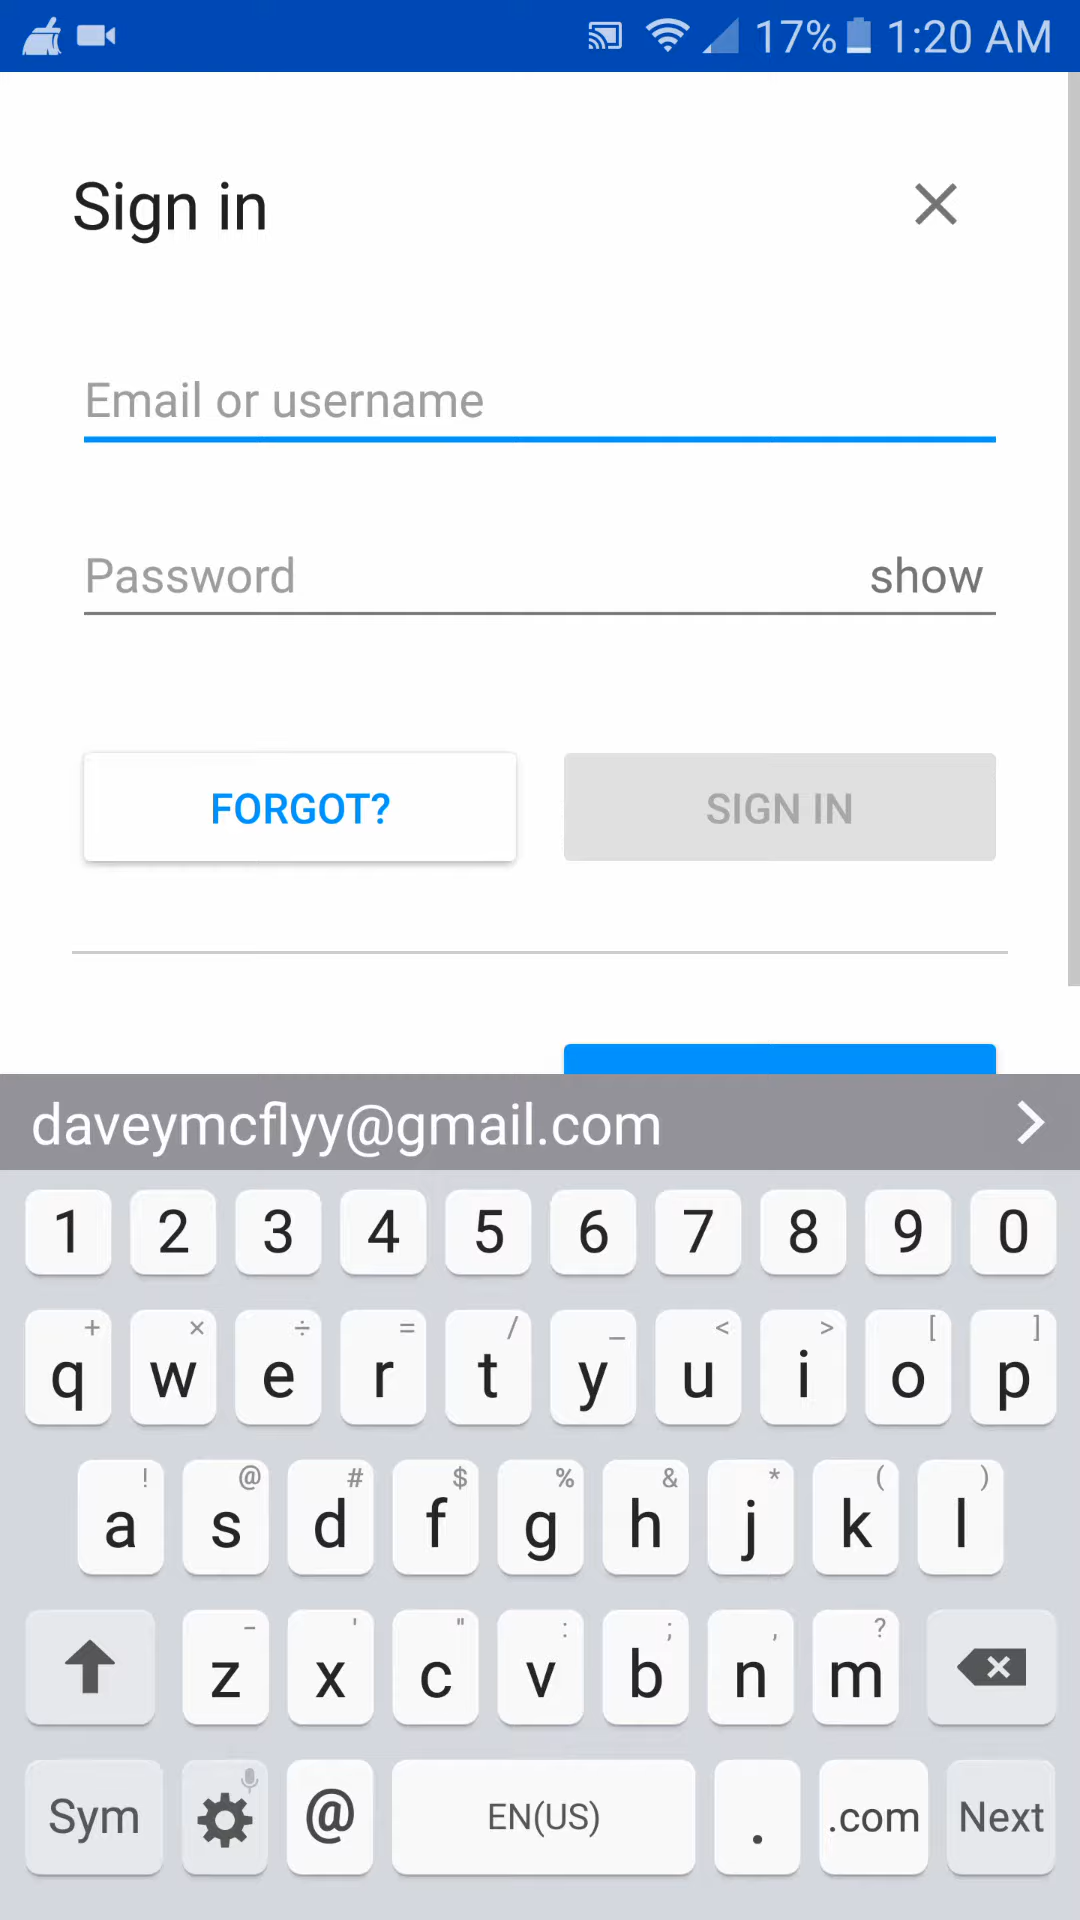 17% 1:20 AM
Sign in
Email or username
Password show
FORGOT? SIGN IN
daveymcflyy@gmail.com
1 2 3 4 5 6 7 8 9 0
+ × ÷ = / _ < > [ ]
q w e r t y u i o p
! @ # $ % & * ( )
a s d f g h j k l
- ' " : ; , ?
z x c v b n m
Sym @ EN(US) . .com Next